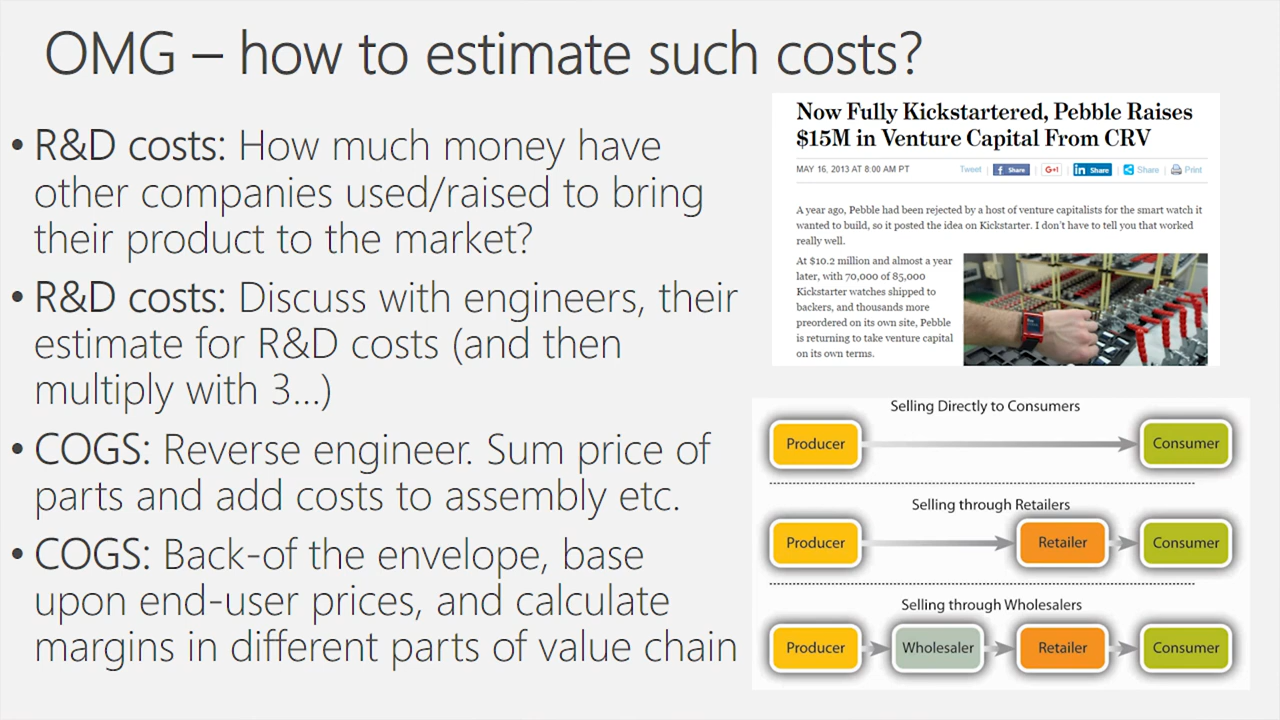 OMG – how to estimate such costs?
• R&D costs: How much money have
other companies used/raised to bring
their product to the market?
• R&D costs: Discuss with engineers, their
estimate for R&D costs (and then
multiply with 3...)
• COGS: Reverse engineer. Sum price of
parts and add costs to assembly etc.
• COGS: Back-of the envelope, base
upon end-user prices, and calculate
margins in different parts of value chain
Now Fully Kickstartered, Pebble Raises
$15M in Venture Capital From CRV
MAY 16, 2013 AT 8:00 AM PT Tweet f Share G+1 in Share Share Print
A year ago, Pebble had been rejected by a host of venture capitalists for the smart watch it
wanted to build, so it posted the idea on Kickstarter. I don't have to tell you that worked
really well.
At $10.2 million and almost a year
later, with 70,000 of 85,000
Kickstarter watches shipped to
backers, and thousands more
preordered on its own site, Pebble
is returning to take venture capital
on its own terms.
Selling Directly to Consumers
Producer Consumer
Selling through Retailers
Producer Retailer Consumer
Selling through Wholesalers
Producer Wholesaler Retailer Consumer